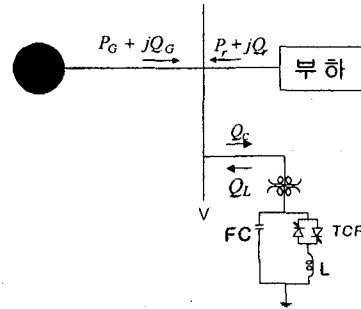 P_G + jQ_G
P_r + jQ_r
부하
Q_c
Q_L
V
FC
TCR
L